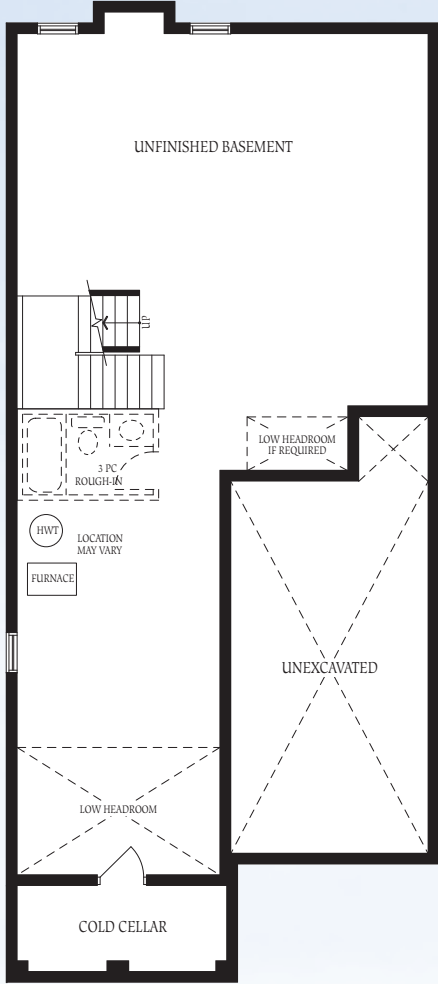 UNFINISHED BASEMENT
UP
LOW HEADROOM
IF REQUIRED
3 PC
ROUGH-IN
HWT
LOCATION
MAY VARY
FURNACE
UNEXCAVATED
LOW HEADROOM
COLD CELLAR